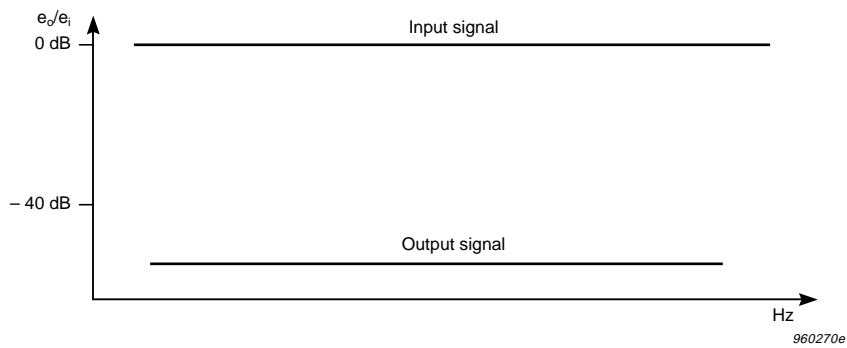 eₒ/eᵢ
0 dB
Input signal
– 40 dB
Output signal
Hz
960270e